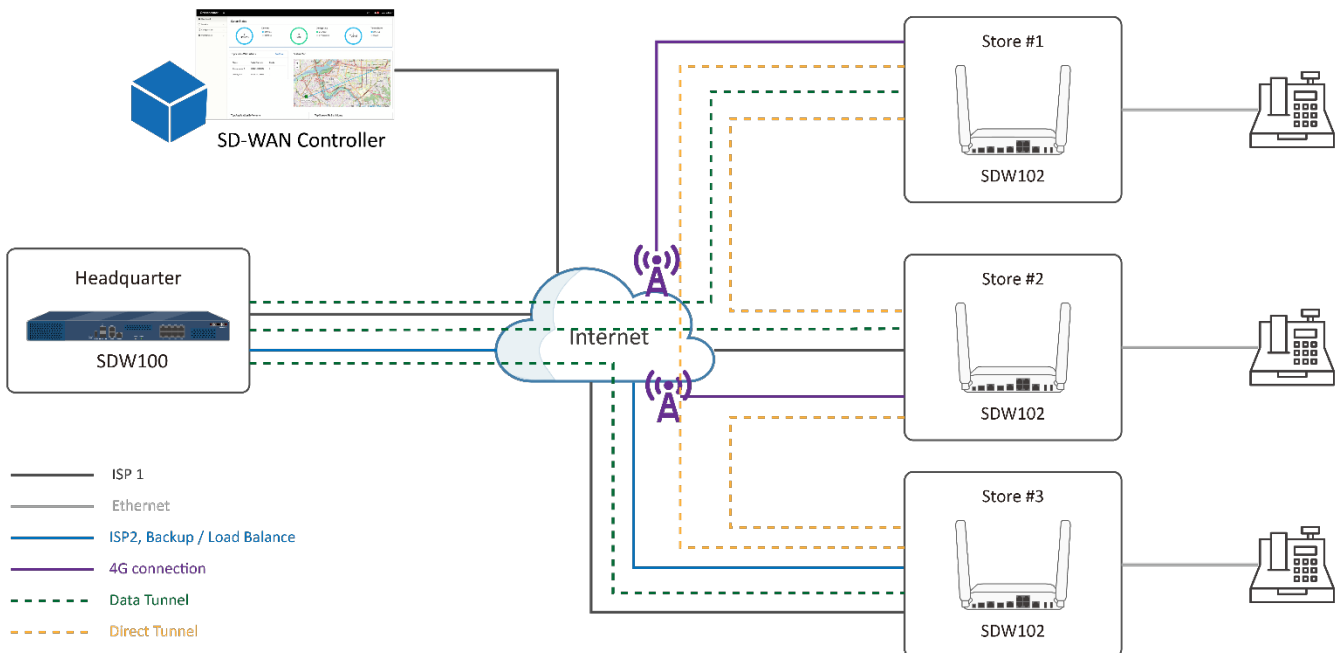 SD-WAN Controller
Headquarter
SDW100
Internet
Store #1
SDW102
Store #2
SDW102
Store #3
SDW102
ISP 1
Ethernet
ISP2, Backup / Load Balance
4G connection
Data Tunnel
Direct Tunnel